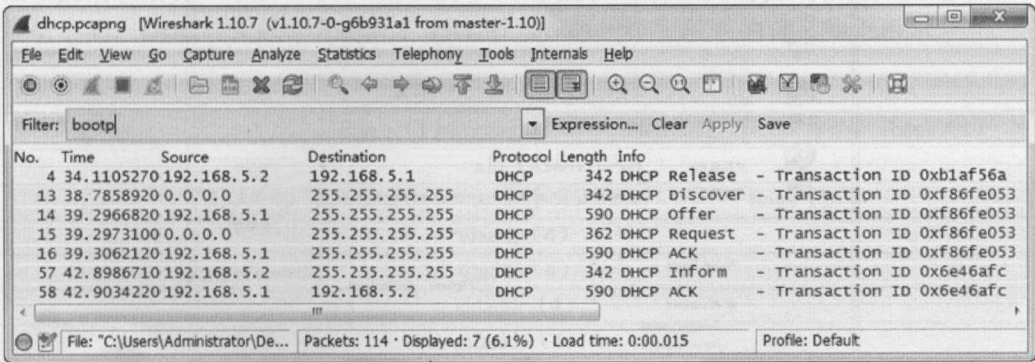 dhcp.pcapng [Wireshark 1.10.7 (v1.10.7-0-g6b931a1 from master-1.10)]
File Edit View Go Capture Analyze Statistics Telephony Tools Internals Help
Filter: bootp Expression... Clear Apply Save
No. Time Source Destination Protocol Length Info
4 34.1105270 192.168.5.2 192.168.5.1 DHCP 342 DHCP Release - Transaction ID 0xb1af56a
13 38.7858920 0.0.0.0 255.255.255.255 DHCP 342 DHCP Discover - Transaction ID 0xf86fe053
14 39.2966820 192.168.5.1 255.255.255.255 DHCP 590 DHCP Offer - Transaction ID 0xf86fe053
15 39.2973100 0.0.0.0 255.255.255.255 DHCP 362 DHCP Request - Transaction ID 0xf86fe053
16 39.3062120 192.168.5.1 255.255.255.255 DHCP 590 DHCP ACK - Transaction ID 0xf86fe053
57 42.8986710 192.168.5.2 255.255.255.255 DHCP 342 DHCP Inform - Transaction ID 0x6e46afc
58 42.9034220 192.168.5.1 192.168.5.2 DHCP 590 DHCP ACK - Transaction ID 0x6e46afc
File: "C:\Users\Administrator\De... Packets: 114 · Displayed: 7 (6.1%) · Load time: 0:00.015 Profile: Default